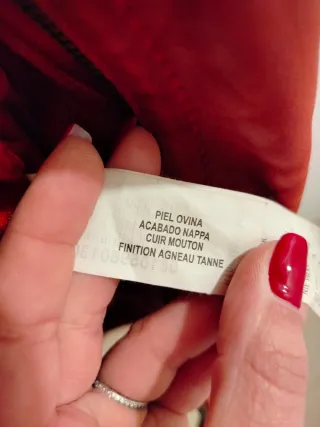 PIEL OVINA
ACABADO NAPPA
CUIR MOUTON
FINITION AGNEAU TANNE